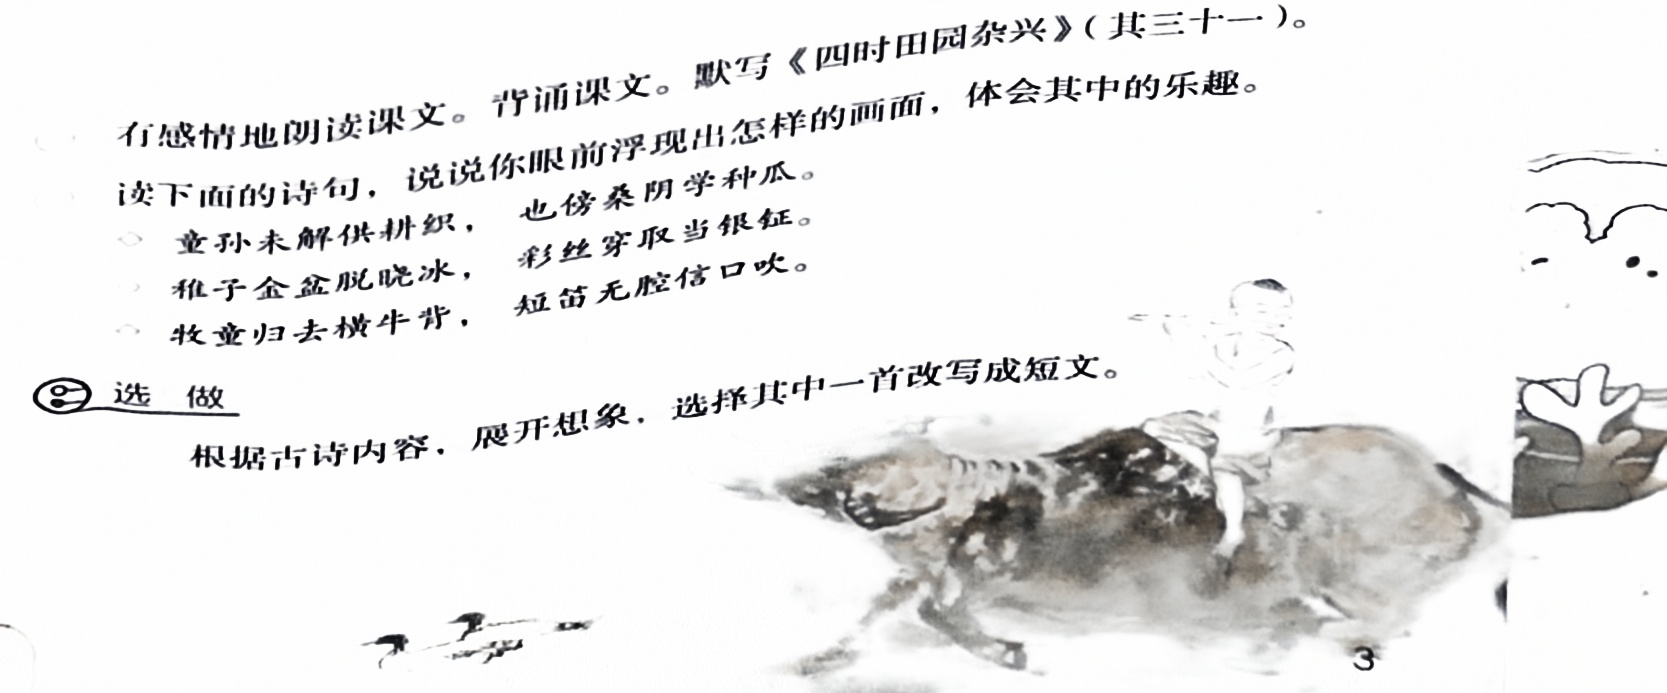 有感情地朗读课文。背诵课文。默写《四时田园杂兴》（其三十一）。
读下面的诗句，说说你眼前浮现出怎样的画面，体会其中的乐趣。
童孙未解供耕织，也傍桑阴学种瓜。
稚子金盆脱晓冰，彩丝穿取当银钲。
牧童归去横牛背，短笛无腔信口吹。
选 做
根据古诗内容，展开想象，选择其中一首改写成短文。
3